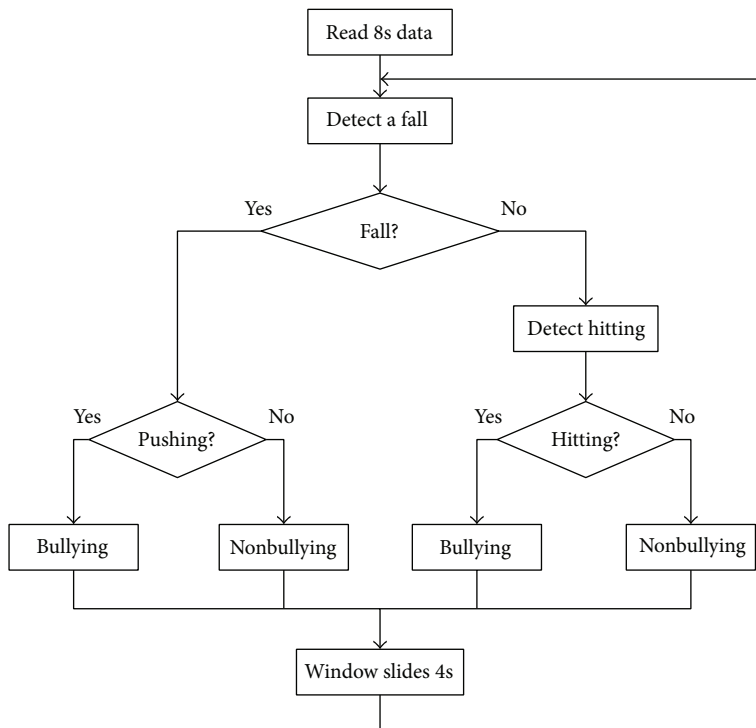 Read 8s data
Detect a fall
Yes
No
Fall?
Detect hitting
Yes
No
Pushing?
Yes
No
Hitting?
Bullying
Nonbullying
Bullying
Nonbullying
Window slides 4s